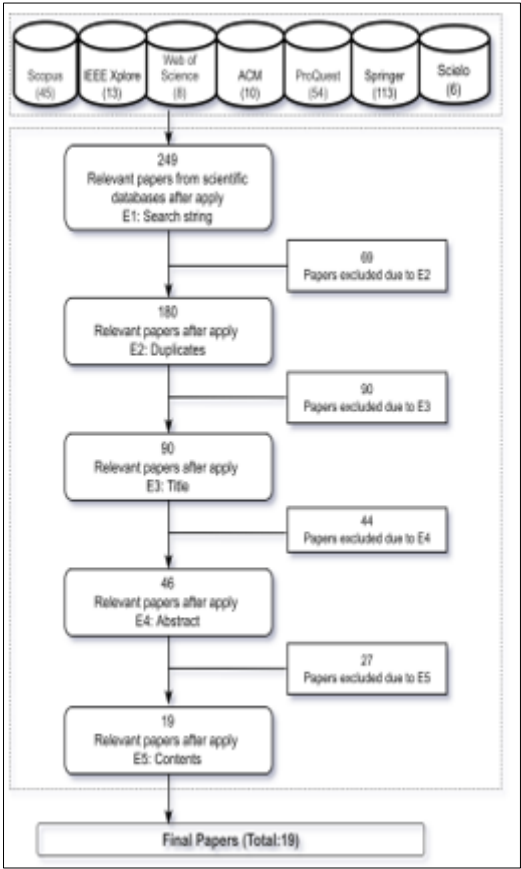 Scopus
(45)
IEEE Xplore
(13)
Web of
Science
(8)
ACM
(10)
ProQuest
(54)
Springer
(113)
Scielo
(6)
249
Relevant papers from scientific
databases after apply
E1: Search string
69
Papers excluded due to E2
180
Relevant papers after apply
E2: Duplicates
90
Papers excluded due to E3
90
Relevant papers after apply
E3: Title
44
Papers excluded due to E4
46
Relevant papers after apply
E4: Abstract
27
Papers excluded due to E5
19
Relevant papers after apply
E5: Contents
Final Papers (Total:19)